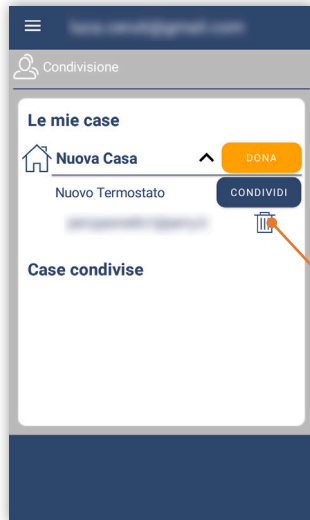 Condivisione
Le mie case
Nuova Casa DONA
Nuovo Termostato CONDIVIDI
Case condivise